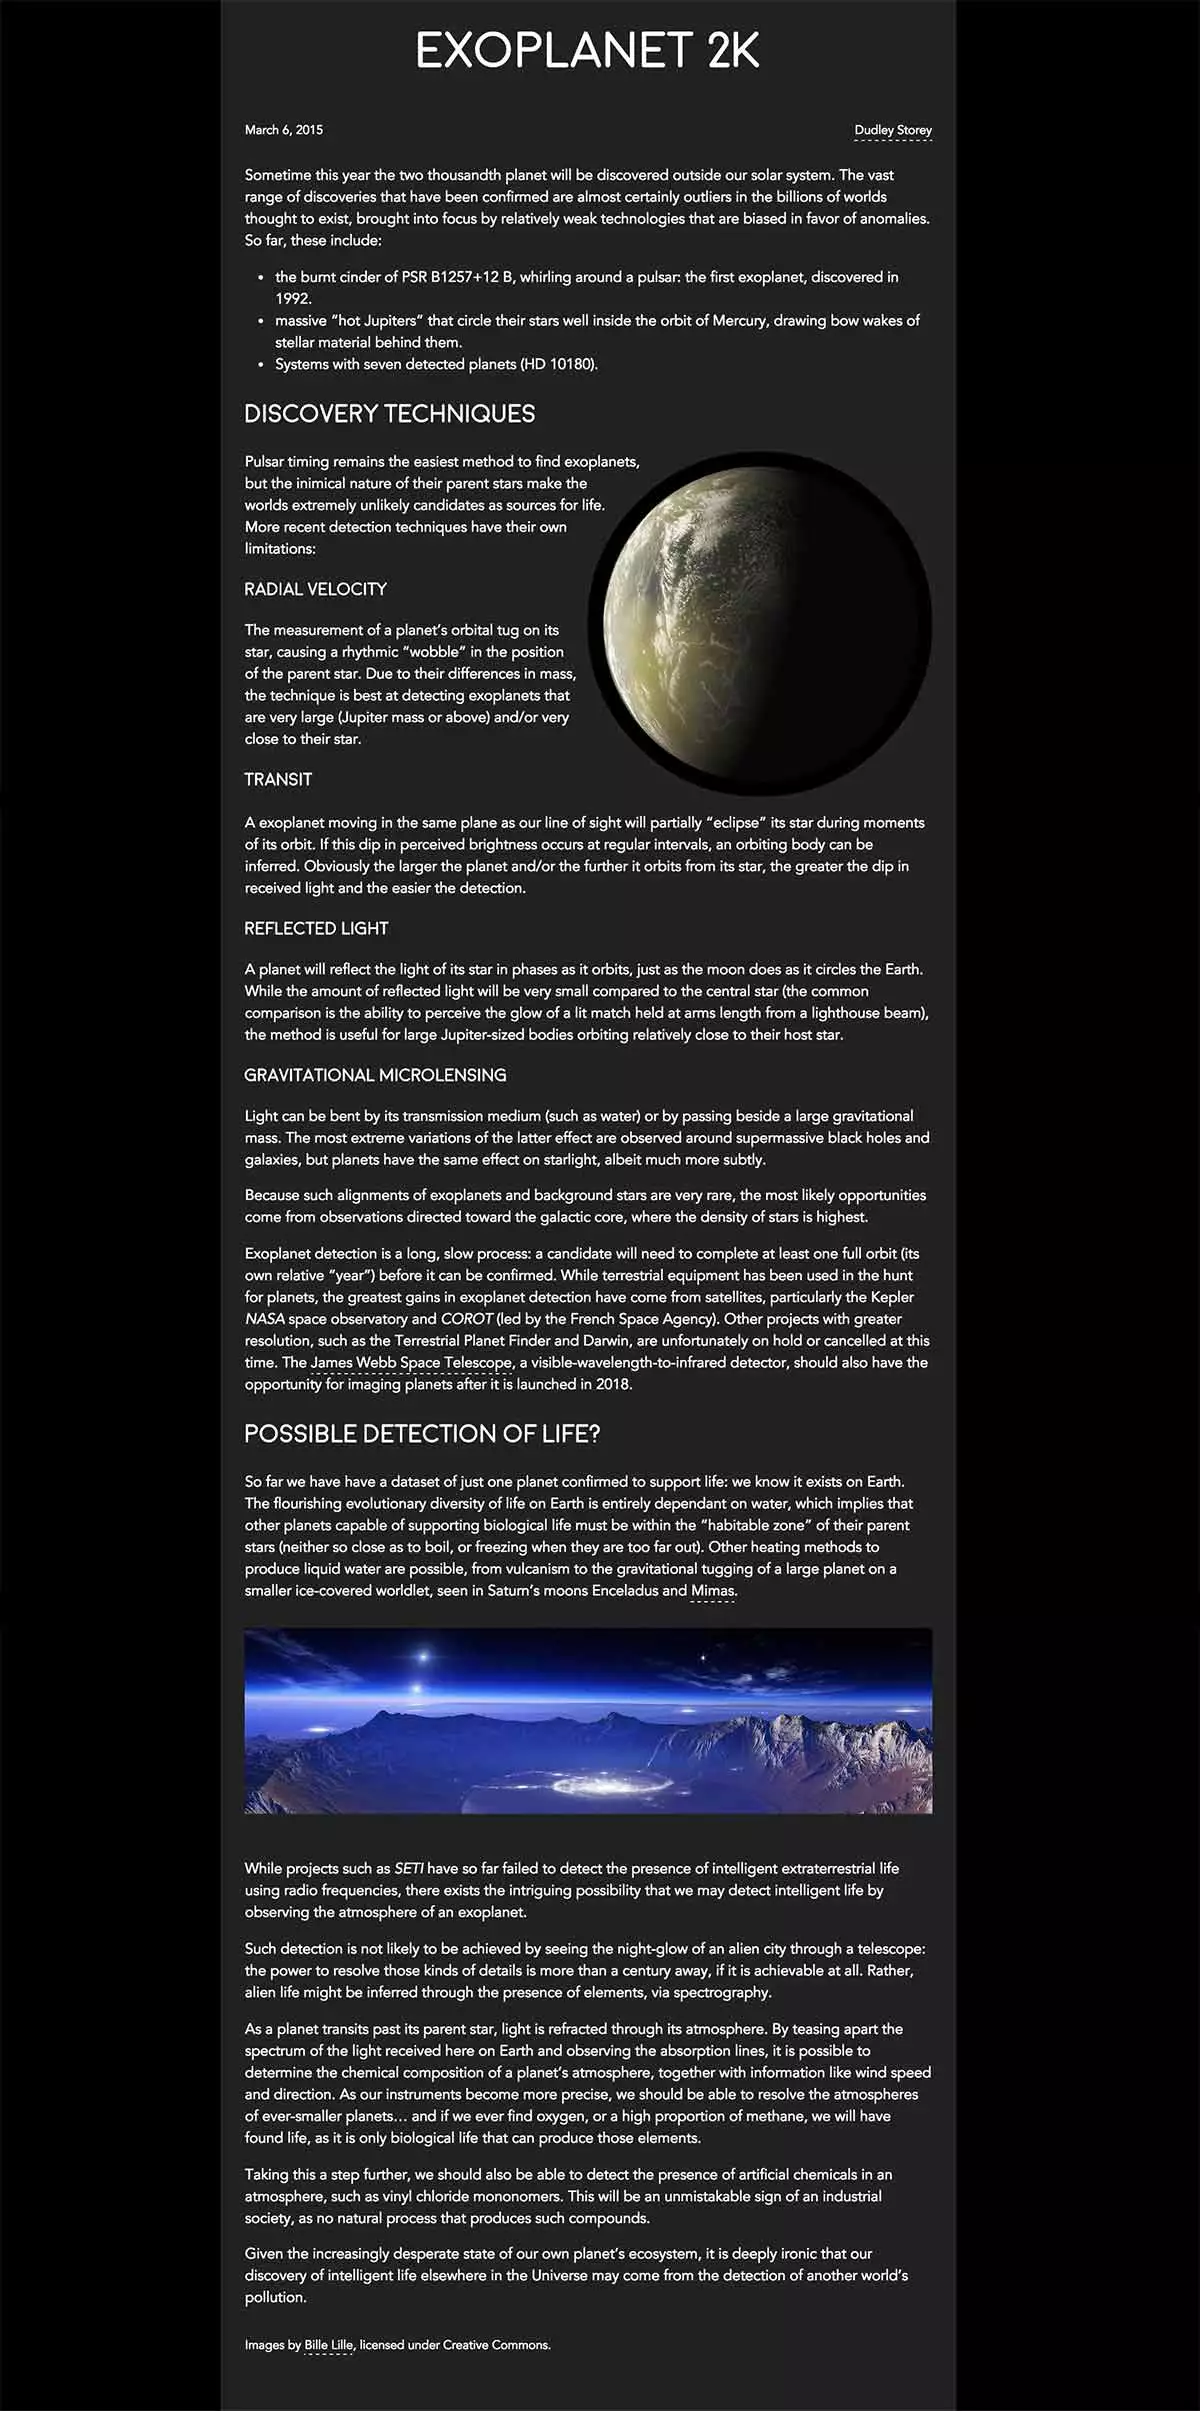 EXOPLANET 2K
March 6, 2015
Dudley Storey
Sometime this year the two thousandth planet will be discovered outside our solar system. The vast
range of discoveries that have been confirmed are almost certainly outliers in the billions of worlds
thought to exist, brought into focus by relatively weak technologies that are biased in favor of anomalies.
So far, these include:
• the burnt cinder of PSR B1257+12 B, whirling around a pulsar: the first exoplanet, discovered in
1992.
• massive “hot Jupiters” that circle their stars well inside the orbit of Mercury, drawing bow wakes of
stellar material behind them.
• Systems with seven detected planets (HD 10180).
DISCOVERY TECHNIQUES
Pulsar timing remains the easiest method to find exoplanets,
but the inimical nature of their parent stars make the
worlds extremely unlikely candidates as sources for life.
More recent detection techniques have their own
limitations:
RADIAL VELOCITY
The measurement of a planet’s orbital tug on its
star, causing a rhythmic “wobble” in the position
of the parent star. Due to their differences in mass,
the technique is best at detecting exoplanets that
are very large (Jupiter mass or above) and/or very
close to their star.
TRANSIT
A exoplanet moving in the same plane as our line of sight will partially “eclipse” its star during moments
of its orbit. If this dip in perceived brightness occurs at regular intervals, an orbiting body can be
inferred. Obviously the larger the planet and/or the further it orbits from its star, the greater the dip in
received light and the easier the detection.
REFLECTED LIGHT
A planet will reflect the light of its star in phases as it orbits, just as the moon does as it circles the Earth.
While the amount of reflected light will be very small compared to the central star (the common
comparison is the ability to perceive the glow of a lit match held at arms length from a lighthouse beam),
the method is useful for large Jupiter-sized bodies orbiting relatively close to their host star.
GRAVITATIONAL MICROLENSING
Light can be bent by its transmission medium (such as water) or by passing beside a large gravitational
mass. The most extreme variations of the latter effect are observed around supermassive black holes and
galaxies, but planets have the same effect on starlight, albeit much more subtly.
Because such alignments of exoplanets and background stars are very rare, the most likely opportunities
come from observations directed toward the galactic core, where the density of stars is highest.
Exoplanet detection is a long, slow process: a candidate will need to complete at least one full orbit (its
own relative “year”) before it can be confirmed. While terrestrial equipment has been used in the hunt
for planets, the greatest gains in exoplanet detection have come from satellites, particularly the Kepler
NASA space observatory and COROT (led by the French Space Agency). Other projects with greater
resolution, such as the Terrestrial Planet Finder and Darwin, are unfortunately on hold or cancelled at this
time. The James Webb Space Telescope, a visible-wavelength-to-infrared detector, should also have the
opportunity for imaging planets after it is launched in 2018.
POSSIBLE DETECTION OF LIFE?
So far we have have a dataset of just one planet confirmed to support life: we know it exists on Earth.
The flourishing evolutionary diversity of life on Earth is entirely dependant on water, which implies that
other planets capable of supporting biological life must be within the “habitable zone” of their parent
stars (neither so close as to boil, or freezing when they are too far out). Other heating methods to
produce liquid water are possible, from vulcanism to the gravitational tugging of a large planet on a
smaller ice-covered worldlet, seen in Saturn’s moons Enceladus and Mimas.
While projects such as SETI have so far failed to detect the presence of intelligent extraterrestrial life
using radio frequencies, there exists the intriguing possibility that we may detect intelligent life by
observing the atmosphere of an exoplanet.
Such detection is not likely to be achieved by seeing the night-glow of an alien city through a telescope:
the power to resolve those kinds of details is more than a century away, if it is achievable at all. Rather,
alien life might be inferred through the presence of elements, via spectrography.
As a planet transits past its parent star, light is refracted through its atmosphere. By teasing apart the
spectrum of the light received here on Earth and observing the absorption lines, it is possible to
determine the chemical composition of a planet’s atmosphere, together with information like wind speed
and direction. As our instruments become more precise, we should be able to resolve the atmospheres
of ever-smaller planets… and if we ever find oxygen, or a high proportion of methane, we will have
found life, as it is only biological life that can produce those elements.
Taking this a step further, we should also be able to detect the presence of artificial chemicals in an
atmosphere, such as vinyl chloride mononomers. This will be an unmistakable sign of an industrial
society, as no natural process that produces such compounds.
Given the increasingly desperate state of our own planet’s ecosystem, it is deeply ironic that our
discovery of intelligent life elsewhere in the Universe may come from the detection of another world’s
pollution.
Images by Bille Lille, licensed under Creative Commons.